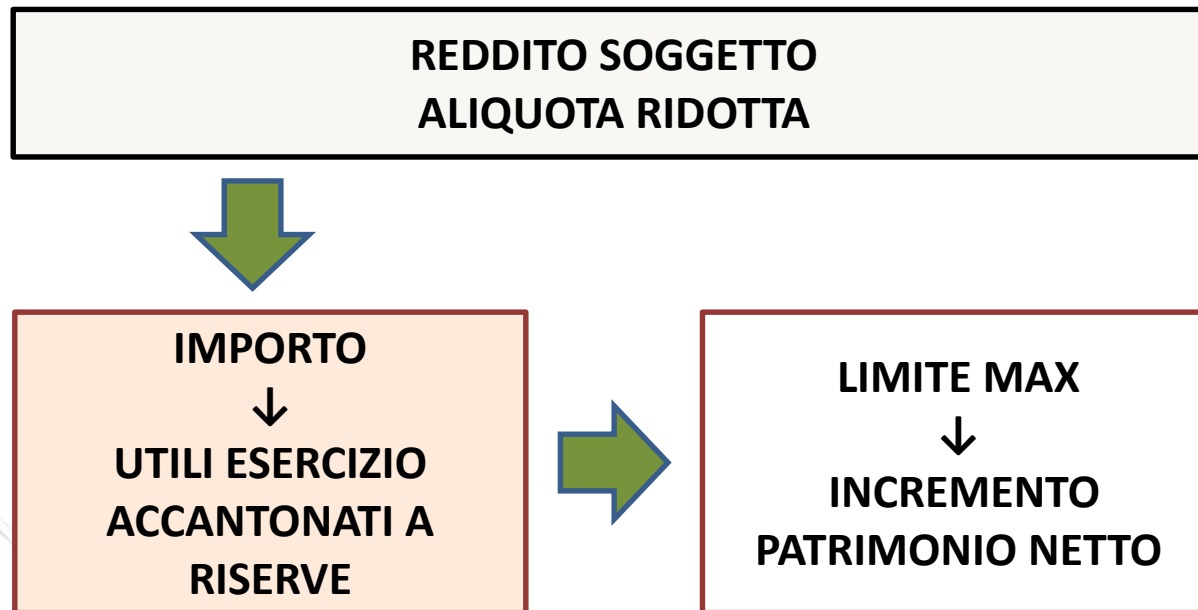 REDDITO SOGGETTO
ALIQUOTA RIDOTTA
IMPORTO
↓
UTILI ESERCIZIO
ACCANTONATI A
RISERVE
LIMITE MAX
↓
INCREMENTO
PATRIMONIO NETTO